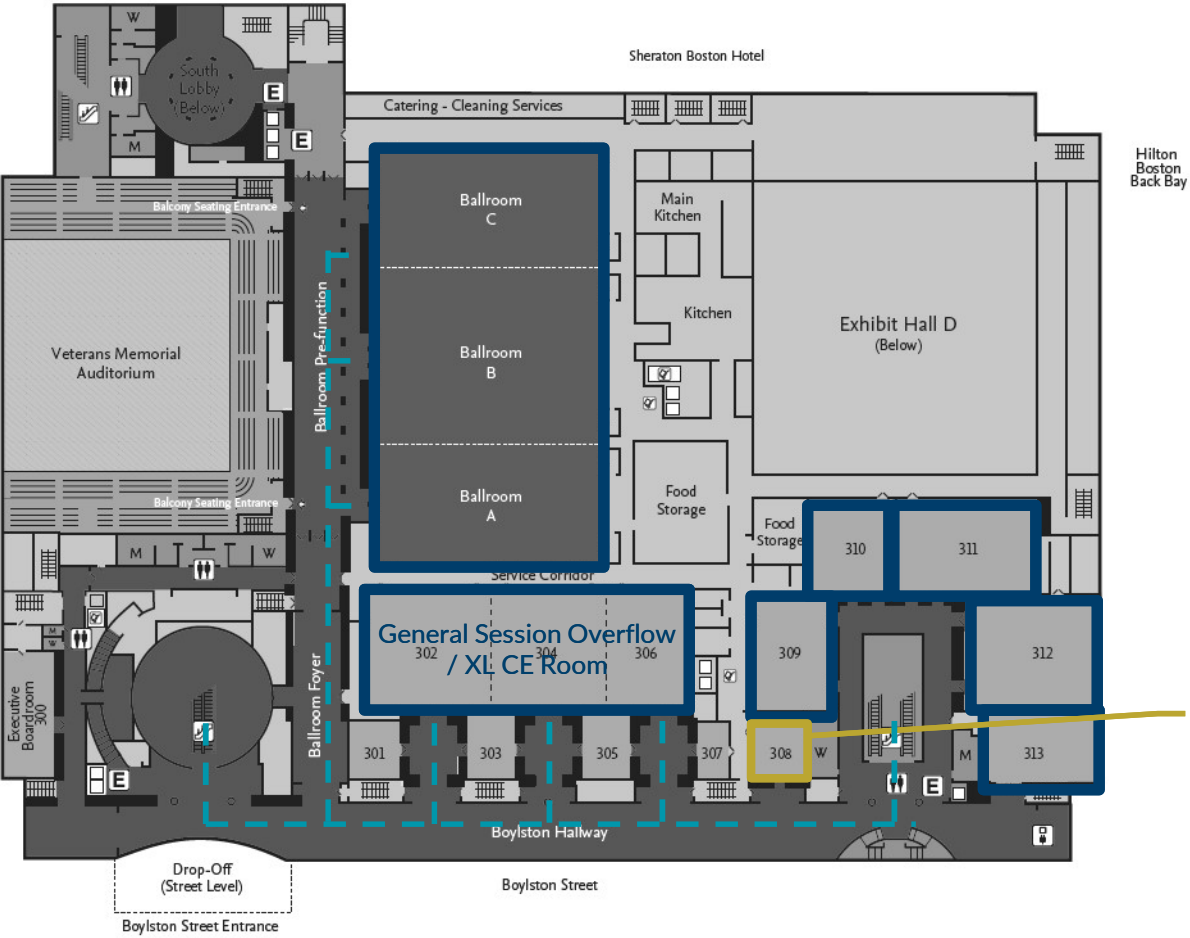 Sheraton Boston Hotel
W
South
Lobby
(Below)
E
Catering - Cleaning Services
E
M
Hilton
Boston
Back Bay
Balcony Seating Entrance
Ballroom
C
Main
Kitchen
Ballroom Pre-function
Kitchen
Exhibit Hall D
(Below)
Veterans Memorial
Auditorium
Ballroom
B
Balcony Seating Entrance
Ballroom
A
Food
Storage
Food
Storage
310
311
M
W
Service Corridor
M
W
General Session Overflow
/ XL CE Room
302
304
306
309
312
Executive
Boardroom
300
Ballroom Foyer
301
303
305
307
308
W
M
313
E
E
Boylston Hallway
Drop-Off
(Street Level)
Boylston Street
Boylston Street Entrance